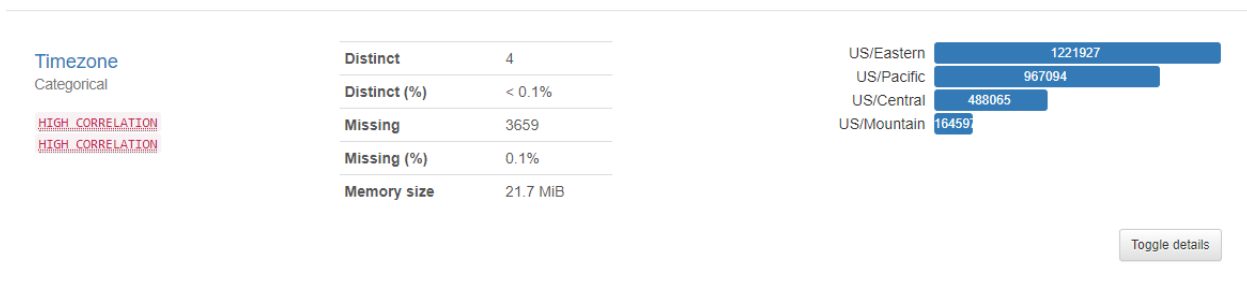 Timezone
Categorical
HIGH CORRELATION
HIGH CORRELATION
Distinct 4
Distinct (%) < 0.1%
Missing 3659
Missing (%) 0.1%
Memory size 21.7 MiB
US/Eastern 1221927
US/Pacific 967094
US/Central 488065
US/Mountain 164597
Toggle details